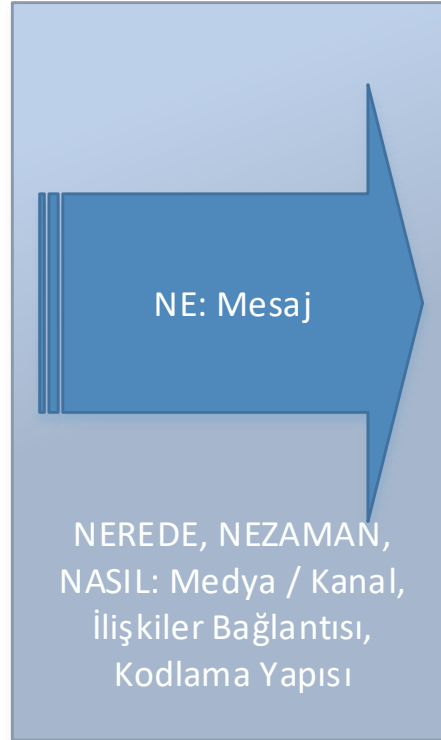 NE: Mesaj
NEREDE, NEZAMAN,
NASIL: Medya / Kanal,
İlişkiler Bağlantısı,
Kodlama Yapısı